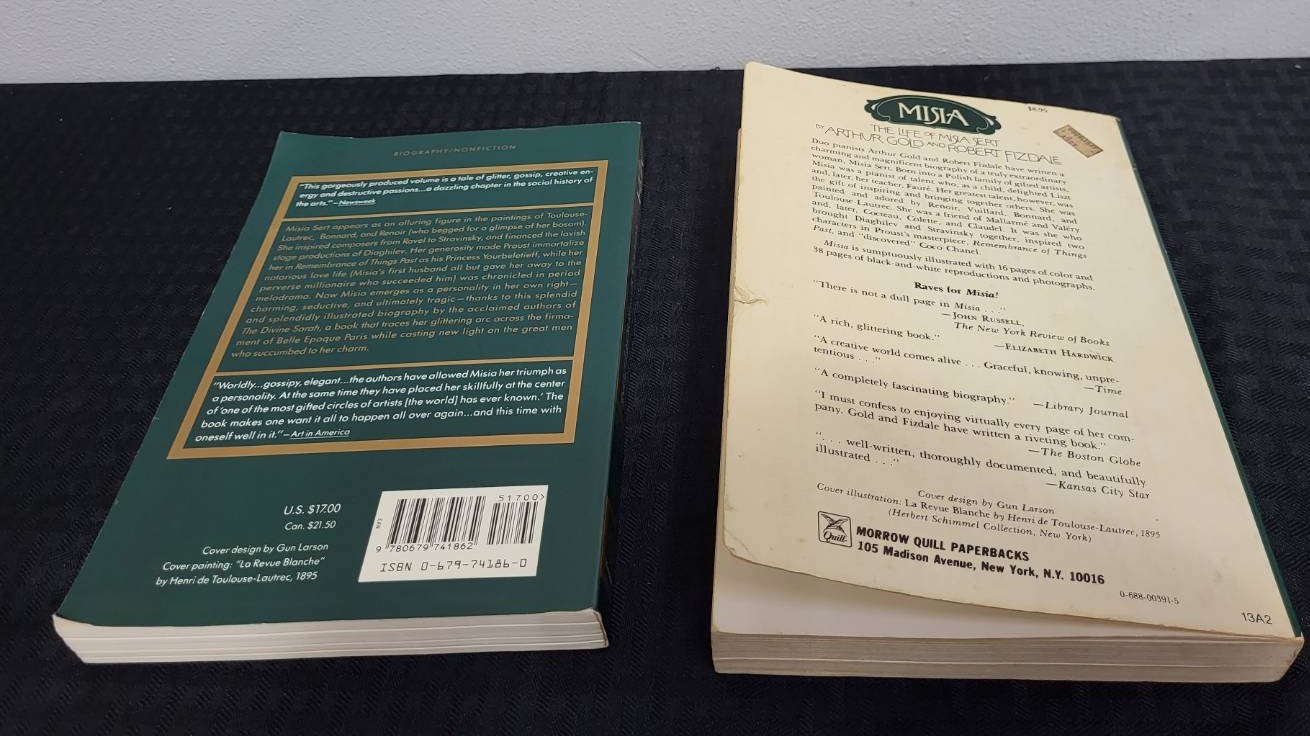 BIOGRAPHY/NONFICTION
"This gorgeously produced volume is a tale of glitter, gossip, creative en-
ergy and destructive passions...a dazzling chapter in the social history of
the arts." —Newsweek
Misia Sert appears as an alluring figure in the paintings of Toulouse-
Lautrec, Bonnard, and Renoir (who begged for a glimpse of her bosom).
She inspired composers from Ravel to Stravinsky, and financed the lavish
stage productions of Diaghilev. Her generosity made Proust immortalize
her in Remembrance of Things Past as his Princess Yourbeletieff, while her
notorious love life (Misia's first husband all but gave her away to the
perverse millionaire who succeeded him) was chronicled in period
melodrama. Now Misia emerges as a personality in her own right—
charming, seductive, and ultimately tragic—thanks to this splendid
and splendidly illustrated biography by the acclaimed authors of
The Divine Sarah, a book that traces her glittering arc across the firma-
ment of Belle Epoque Paris while casting new light on the great men
who succumbed to her charm.
"Worldly...gossipy, elegant...the authors have allowed Misia her triumph as
a personality. At the same time they have placed her skillfully at the center
of 'one of the most gifted circles of artists [the world] has ever known.' The
book makes one want it all to happen all over again...and this time with
oneself well in it." —Art in America
U.S. $17.00
Can. $21.50
Cover design by Gun Larson
Cover painting: "La Revue Blanche"
by Henri de Toulouse-Lautrec, 1895
51700>
9 780679 741862
ISBN 0-679-74186-0
MISIA
$8.95
THE LIFE OF MISIA SERT
BY ARTHUR GOLD AND ROBERT FIZDALE
Duo pianists Arthur Gold and Robert Fizdale have written a
charming and magnificent biography of a truly extraordinary
woman, Misia Sert. Born into a Polish family of gifted artists,
Misia was a pianist of talent who, as a child, delighted Liszt
and, later, her teacher, Fauré. Her greatest talent, however, was
the gift of inspiring and bringing together others. She was
painted and adored by Renoir, Vuillard, Bonnard, and
Toulouse-Lautrec. She was a friend of Mallarmé and Valéry
and, later, Cocteau, Colette, and Claudel. It was she who
brought Diaghilev and Stravinsky together, inspired two
characters in Proust's masterpiece, Remembrance of Things
Past, and "discovered" Coco Chanel.
Misia is sumptuously illustrated with 16 pages of color and
38 pages of black-and-white reproductions and photographs.
Raves for Misia!
"There is not a dull page in Misia . . ."
—JOHN RUSSELL,
The New York Review of Books
"A rich, glittering book."
—ELIZABETH HARDWICK
"A creative world comes alive . . . Graceful, knowing, unpre-
tentious . . ."
—Time
"A completely fascinating biography."
—Library Journal
"I must confess to enjoying virtually every page of her com-
pany. Gold and Fizdale have written a riveting book."
—The Boston Globe
". . . well-written, thoroughly documented, and beautifully
illustrated . . ."
—Kansas City Star
Cover design by Gun Larson
Cover illustration: La Revue Blanche by Henri de Toulouse-Lautrec, 1895
(Herbert Schimmel Collection, New York)
Quill
MORROW QUILL PAPERBACKS
105 Madison Avenue, New York, N.Y. 10016
0-688-00391-5
13A2